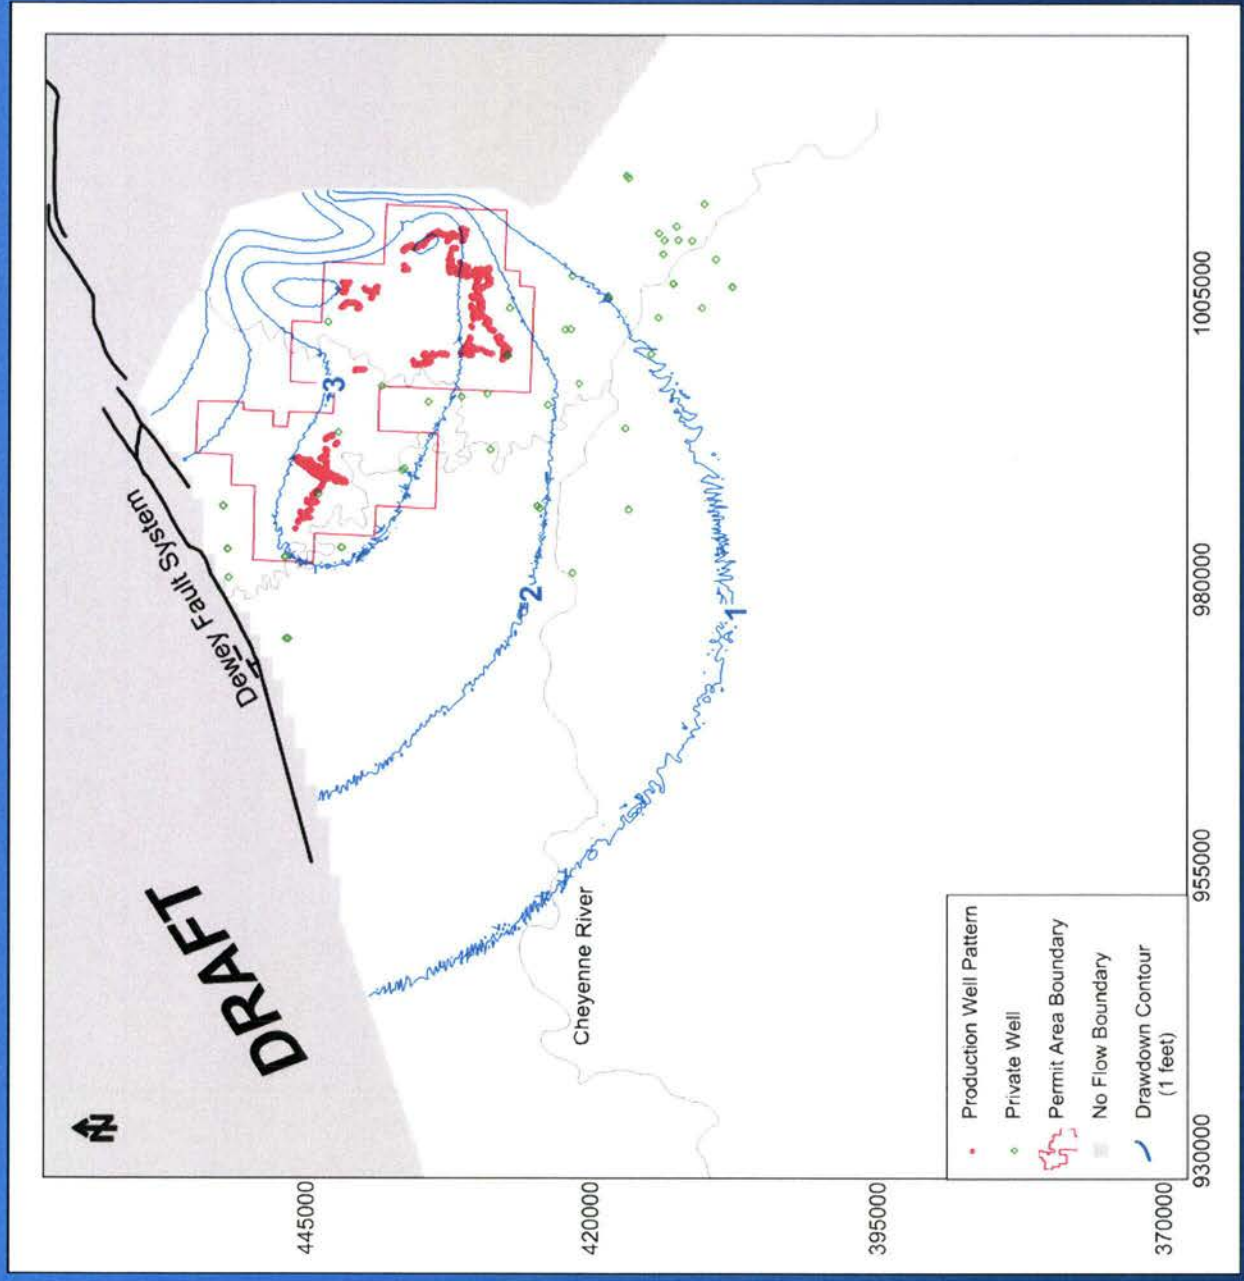 N
DRAFT
Dewey Fault System
3
2
1
Cheyenne River
445000
420000
395000
370000
930000
955000
980000
1005000
Production Well Pattern
Private Well
Permit Area Boundary
No Flow Boundary
Drawdown Contour
(1 feet)